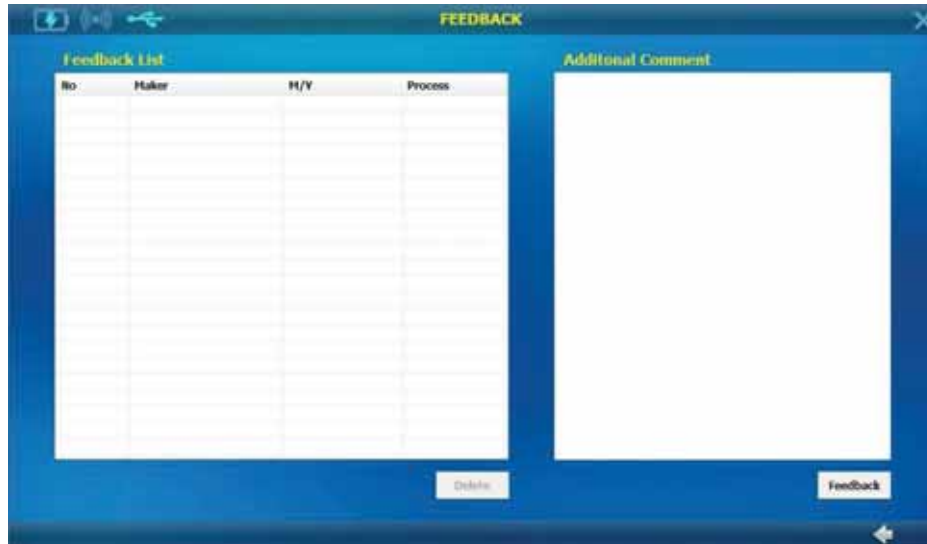 FEEDBACK
Feedback List
Additonal Comment
No Maker M/Y Process
Delete
Feedback